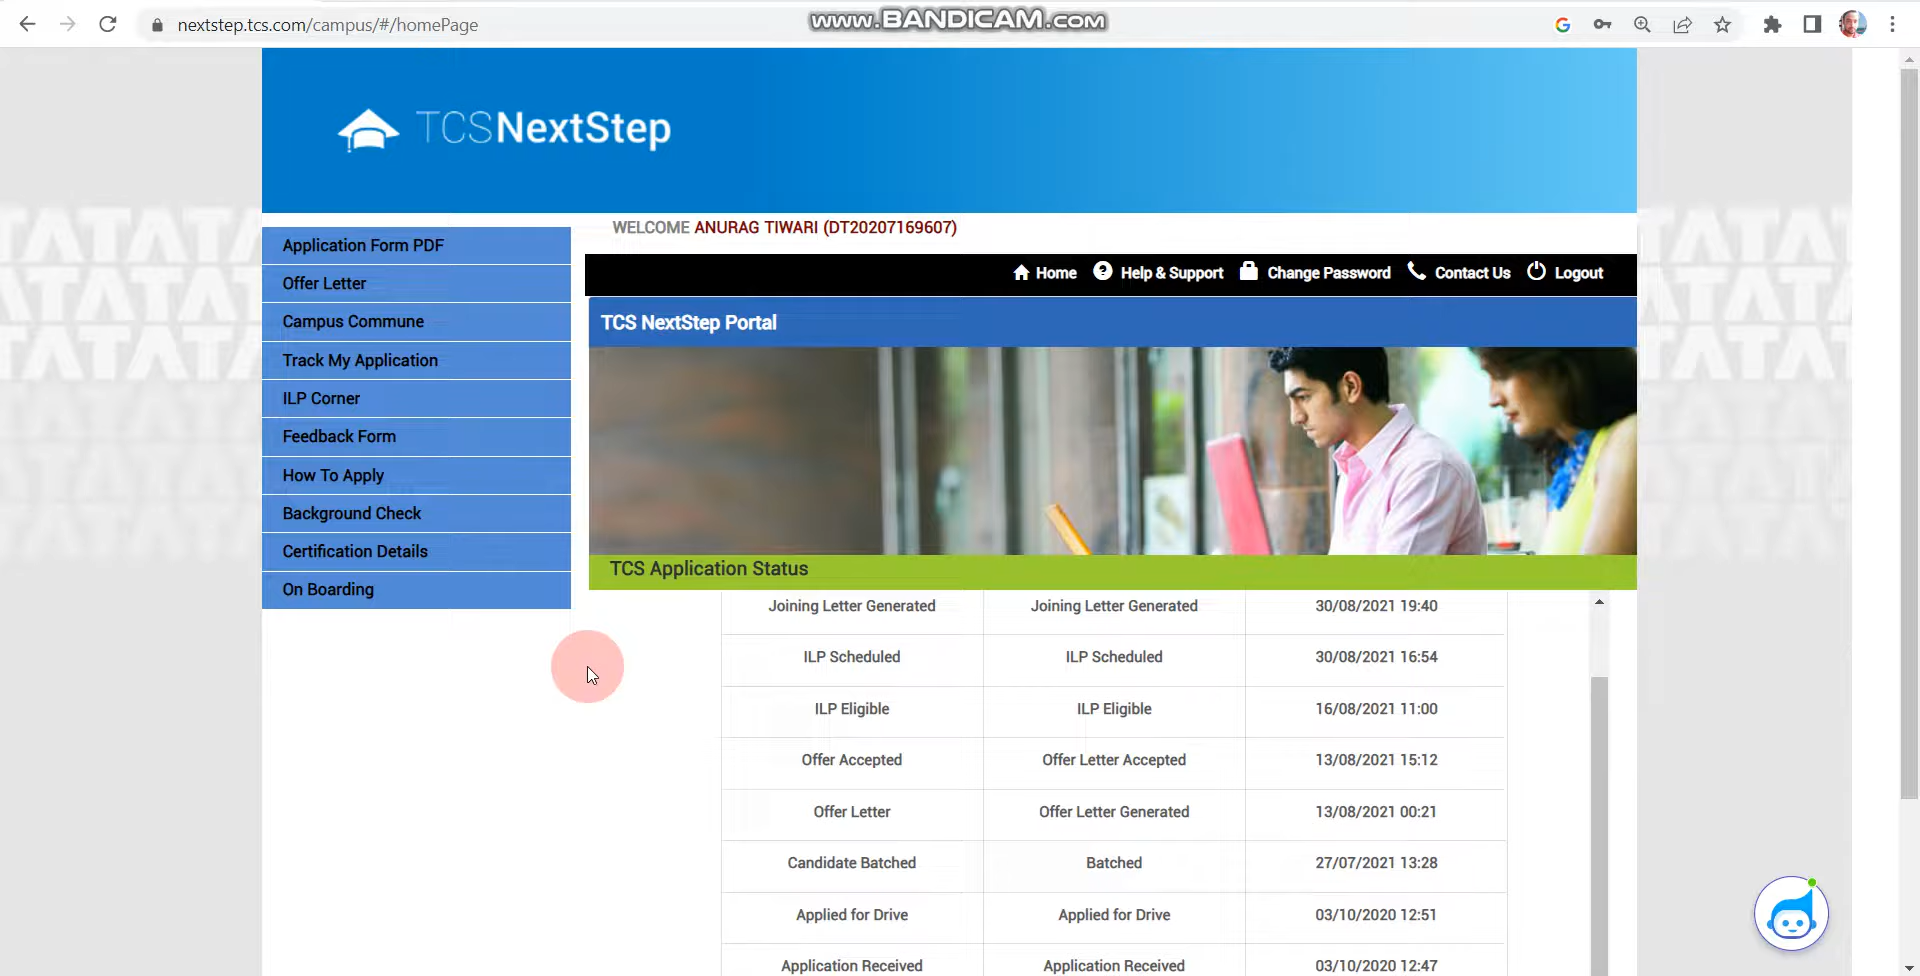 nextstep.tcs.com/campus/#/homePage
www.BANDICAM.com
TCSNextStep
WELCOME ANURAG TIWARI (DT20207169607)
Application Form PDF
Offer Letter
Campus Commune
Track My Application
ILP Corner
Feedback Form
How To Apply
Background Check
Certification Details
On Boarding
Home Help & Support Change Password Contact Us Logout
TCS NextStep Portal
TCS Application Status
Joining Letter Generated Joining Letter Generated 30/08/2021 19:40
ILP Scheduled ILP Scheduled 30/08/2021 16:54
ILP Eligible ILP Eligible 16/08/2021 11:00
Offer Accepted Offer Letter Accepted 13/08/2021 15:12
Offer Letter Offer Letter Generated 13/08/2021 00:21
Candidate Batched Batched 27/07/2021 13:28
Applied for Drive Applied for Drive 03/10/2020 12:51
Application Received Application Received 03/10/2020 12:47